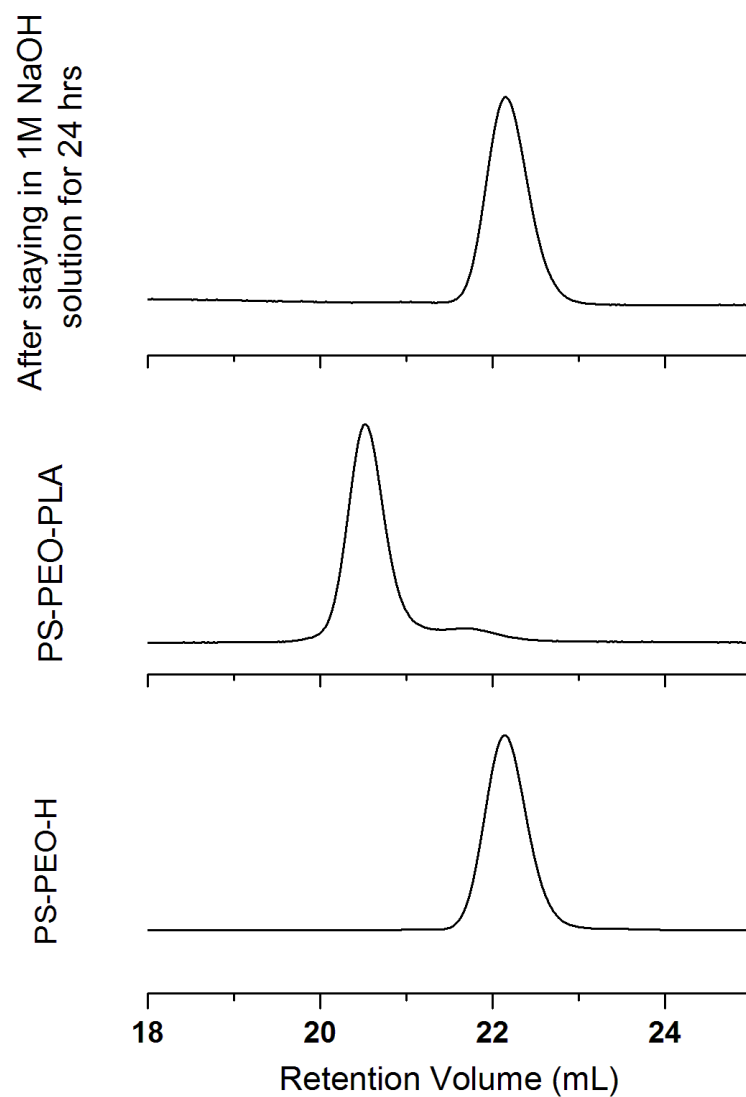 After staying in 1M NaOH
solution for 24 hrs
PS-PEO-PLA
PS-PEO-H
18 20 22 24
Retention Volume (mL)